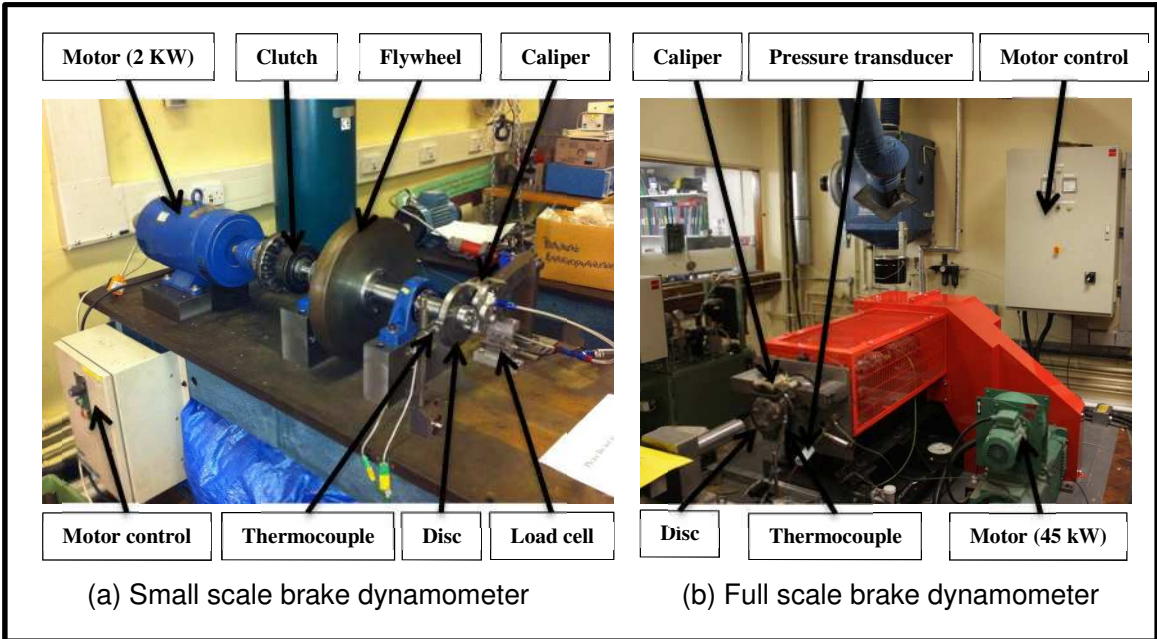 Motor (2 KW)
Clutch
Flywheel
Caliper
Caliper
Pressure transducer
Motor control
Motor control
Thermocouple
Disc
Load cell
Disc
Thermocouple
Motor (45 kW)
(a) Small scale brake dynamometer
(b) Full scale brake dynamometer